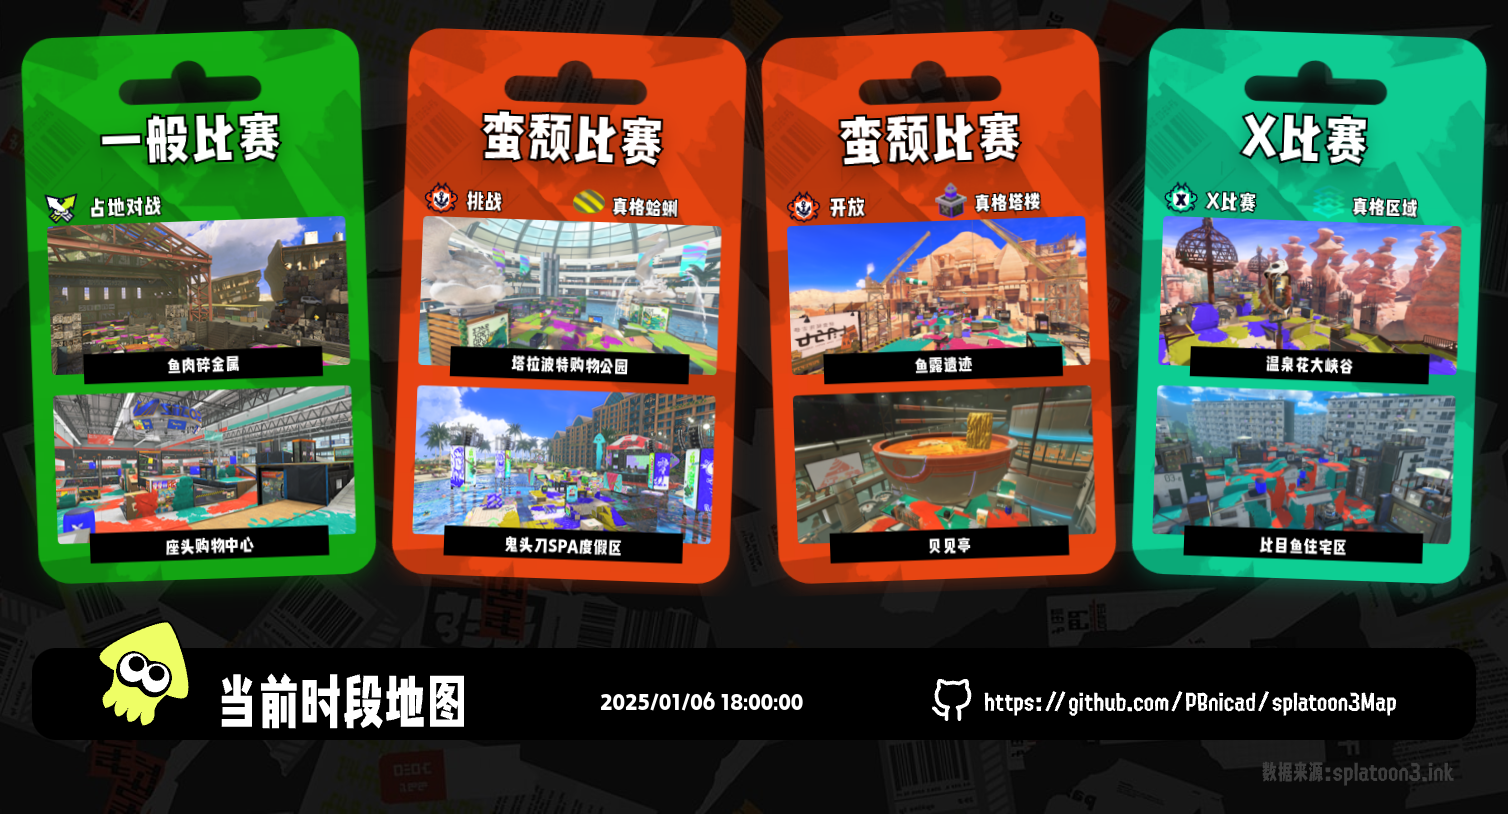 一般比赛
占地对战
鱼肉碎金属
座头购物中心
蛮颓比赛
挑战
真格蛤蜊
塔拉波特购物公园
鬼头刀SPA度假区
蛮颓比赛
开放
真格塔楼
鱼露遗迹
贝见亭
X比赛
X比赛
真格区域
温泉花大峡谷
比目鱼住宅区
当前时段地图
2025/01/06 18:00:00
https://github.com/PBnicad/splatoon3Map
数据来源:splatoon3.ink